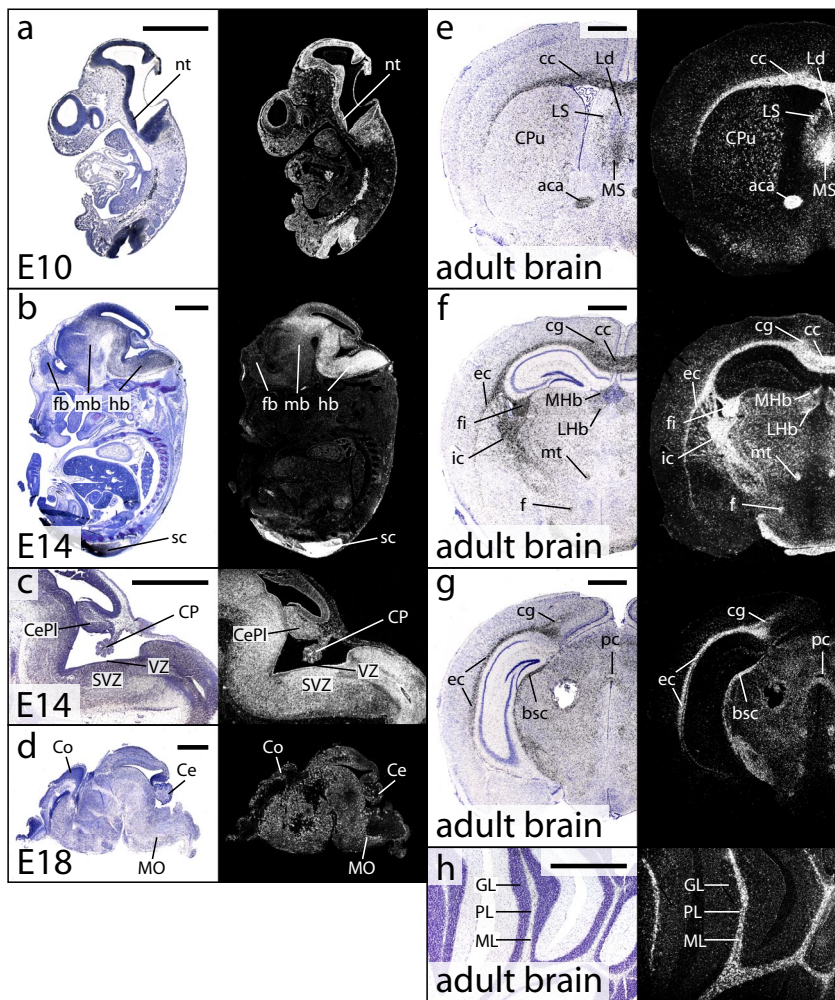 a
nt
nt
E10
b
fb mb hb
fb mb hb
sc
sc
E14
c
CP
CP
CePl
CePl
VZ
VZ
SVZ
SVZ
E14
d
Co
Co
Ce
Ce
MO
MO
E18
e
cc
Ld
cc
Ld
LS
LS
CPu
CPu
aca
MS
aca
MS
adult brain
f
cg
cc
cg
cc
ec
ec
MHb
MHb
fi
fi
LHb
LHb
ic
ic
mt
mt
f
f
adult brain
g
cg
cg
pc
pc
ec
ec
bsc
bsc
adult brain
h
GL
GL
PL
PL
ML
ML
adult brain